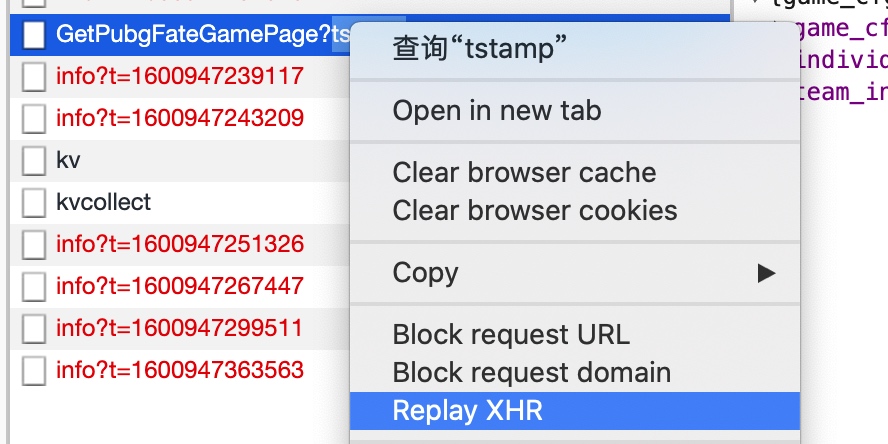 GetPubgFateGamePage?ts
info?t=1600947239117
info?t=1600947243209
kv
kvcollect
info?t=1600947251326
info?t=1600947267447
info?t=1600947299511
info?t=1600947363563
查询“tstamp”
Open in new tab
Clear browser cache
Clear browser cookies
Copy
Block request URL
Block request domain
Replay XHR
game_cf
individ
team_in